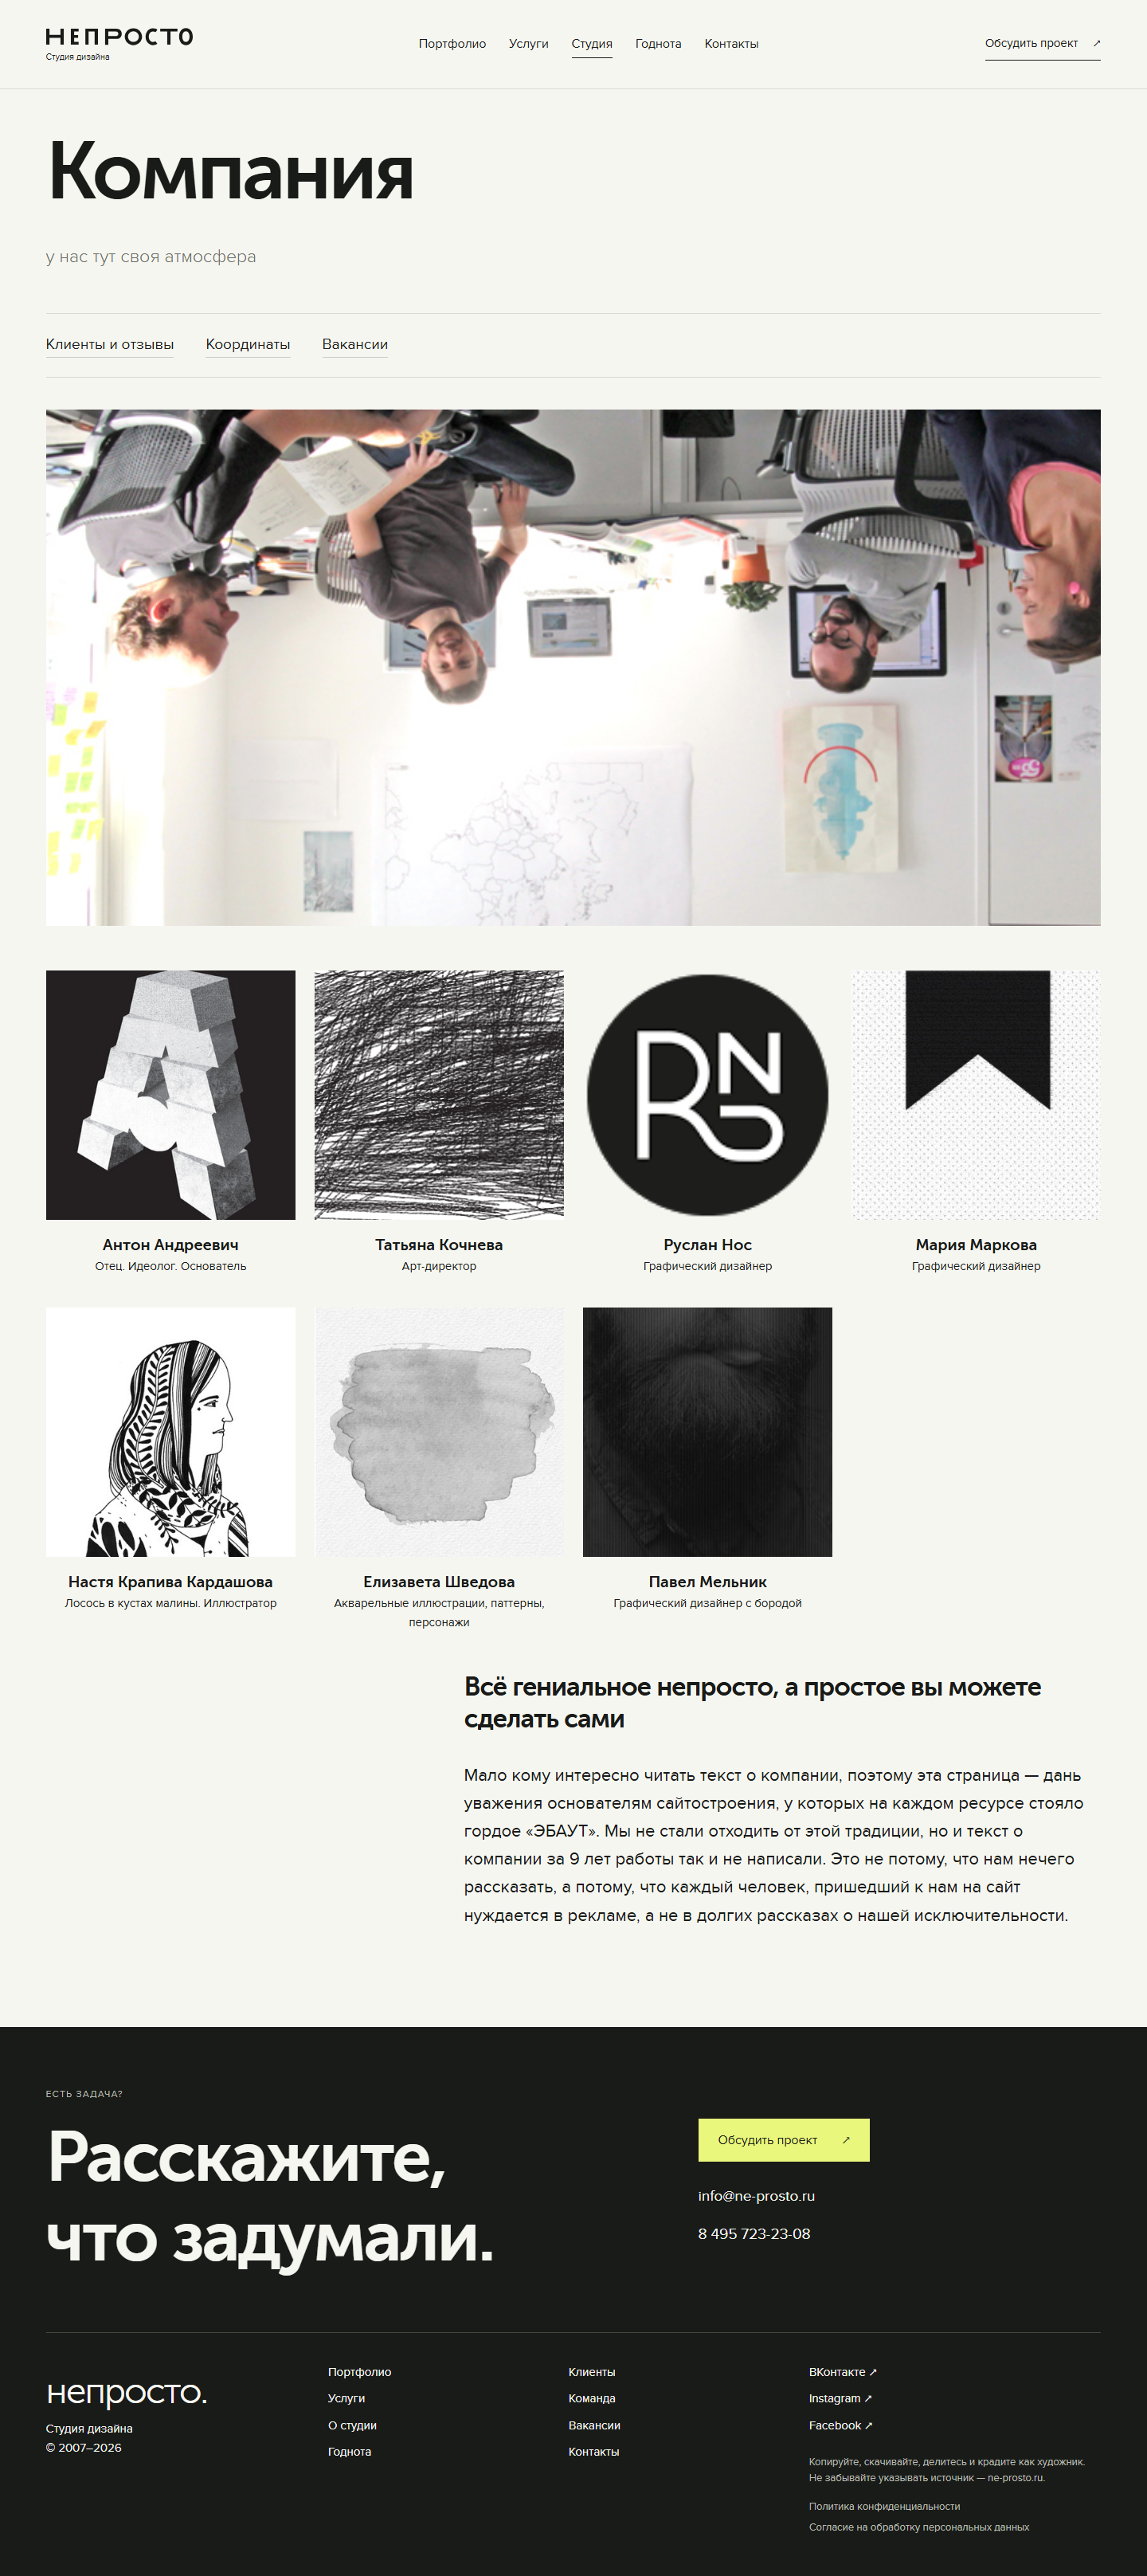 НЕПРОСТО
Студия дизайна
Портфолио Услуги Студия Годнота Контакты
Обсудить проект ↗
Компания
у нас тут своя атмосфера
Клиенты и отзывы Координаты Вакансии
RN
Антон Андреевич
Отец. Идеолог. Основатель
Татьяна Кочнева
Арт-директор
Руслан Нос
Графический дизайнер
Мария Маркова
Графический дизайнер
Настя Крапива Кардашова
Лосось в кустах малины. Иллюстратор
Елизавета Шведова
Акварельные иллюстрации, паттерны,
персонажи
Павел Мельник
Графический дизайнер с бородой
Всё гениальное непросто, а простое вы можете
сделать сами
Мало кому интересно читать текст о компании, поэтому эта страница — дань
уважения основателям сайтостроения, у которых на каждом ресурсе стояло
гордое «ЭБАУТ». Мы не стали отходить от этой традиции, но и текст о
компании за 9 лет работы так и не написали. Это не потому, что нам нечего
рассказать, а потому, что каждый человек, пришедший к нам на сайт
нуждается в рекламе, а не в долгих рассказах о нашей исключительности.
ЕСТЬ ЗАДАЧА?
Расскажите,
что задумали.
Обсудить проект ↗
info@ne-prosto.ru
8 495 723-23-08
непросто.
Студия дизайна
© 2007–2026
Портфолио
Услуги
О студии
Годнота
Клиенты
Команда
Вакансии
Контакты
ВКонтакте ↗
Instagram ↗
Facebook ↗
Копируйте, скачивайте, делитесь и крадите как художник.
Не забывайте указывать источник — ne-prosto.ru.
Политика конфиденциальности
Согласие на обработку персональных данных